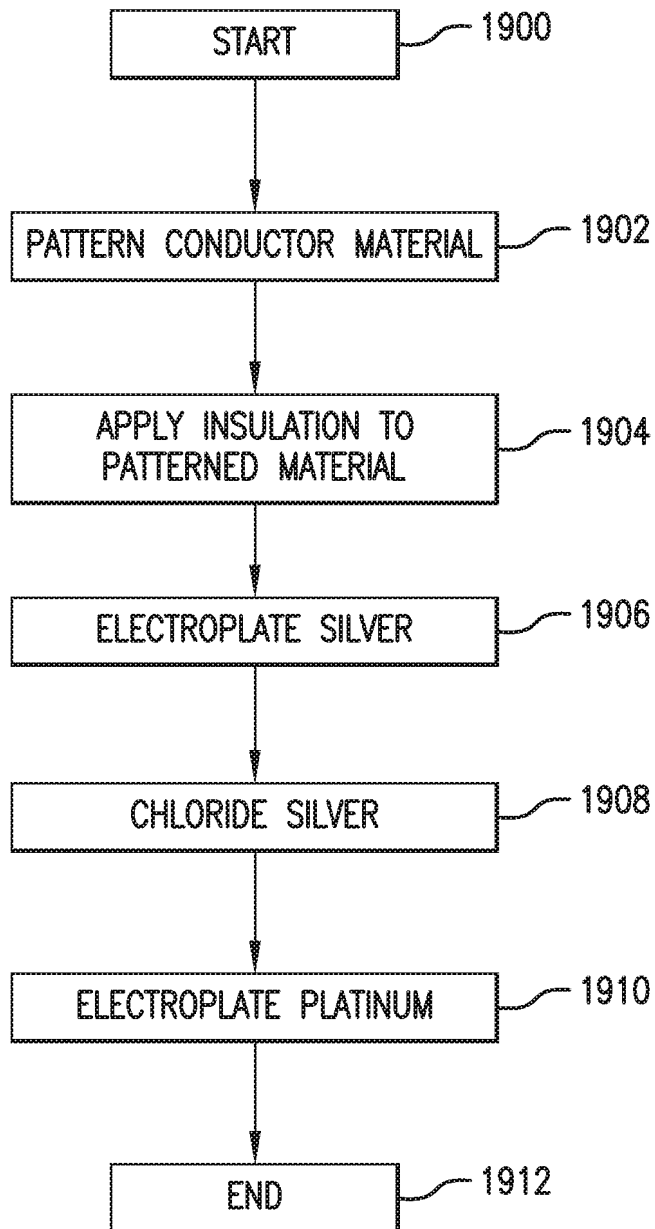 START
1900
PATTERN CONDUCTOR MATERIAL
1902
APPLY INSULATION TO
PATTERNED MATERIAL
1904
ELECTROPLATE SILVER
1906
CHLORIDE SILVER
1908
ELECTROPLATE PLATINUM
1910
END
1912